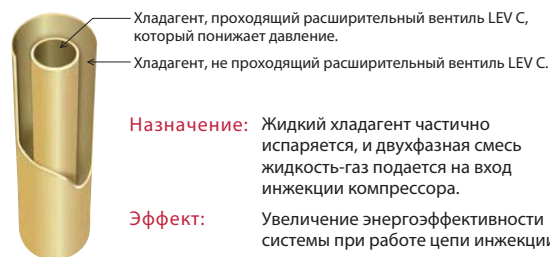 Хладагент, проходящий расширительный вентиль LEV C,
который понижает давление.
Хладагент, не проходящий расширительный вентиль LEV C.
Назначение: Жидкий хладагент частично
испаряется, и двухфазная смесь
жидкость-газ подается на вход
инжекции компрессора.
Эффект: Увеличение энергоэффективности
системы при работе цепи инжекции